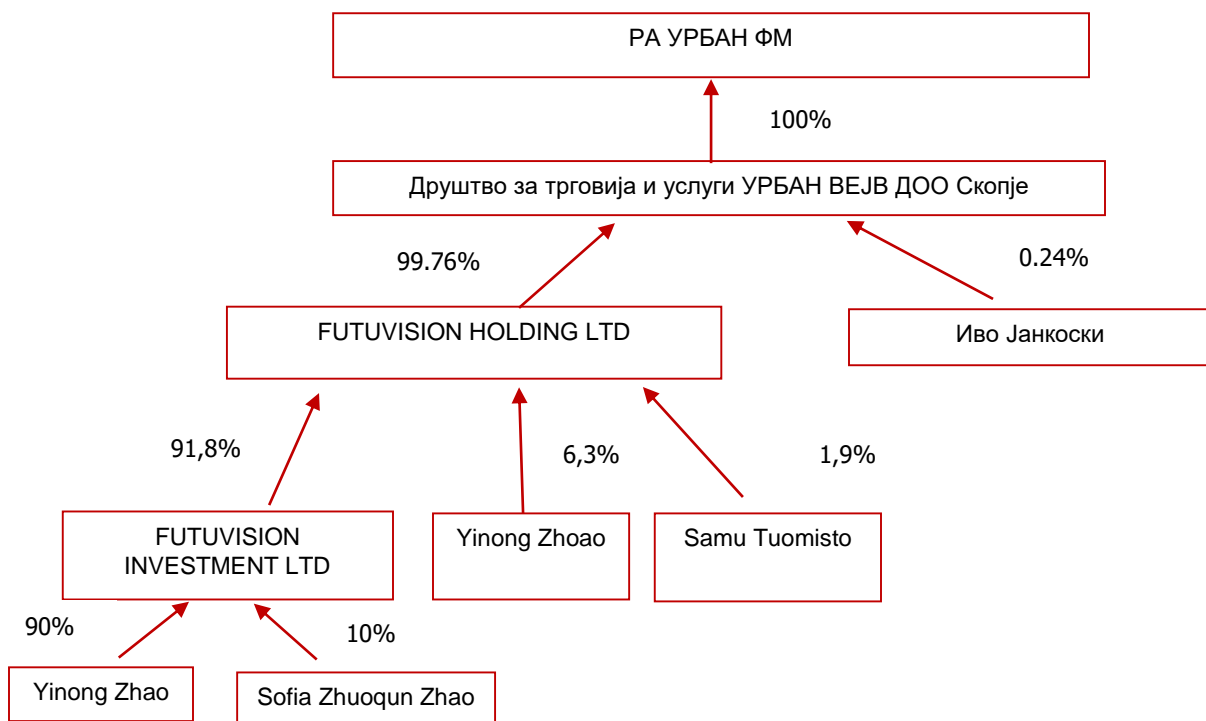 РА УРБАН ФМ
100%
Друштво за трговија и услуги УРБАН ВЕЈВ ДОО Скопје
99.76%
0.24%
FUTUVISION HOLDING LTD
Иво Јанкоски
91,8%
6,3%
1,9%
FUTUVISION
INVESTMENT LTD
Yinong Zhoao
Samu Tuomisto
90%
10%
Yinong Zhao
Sofia Zhuoqun Zhao